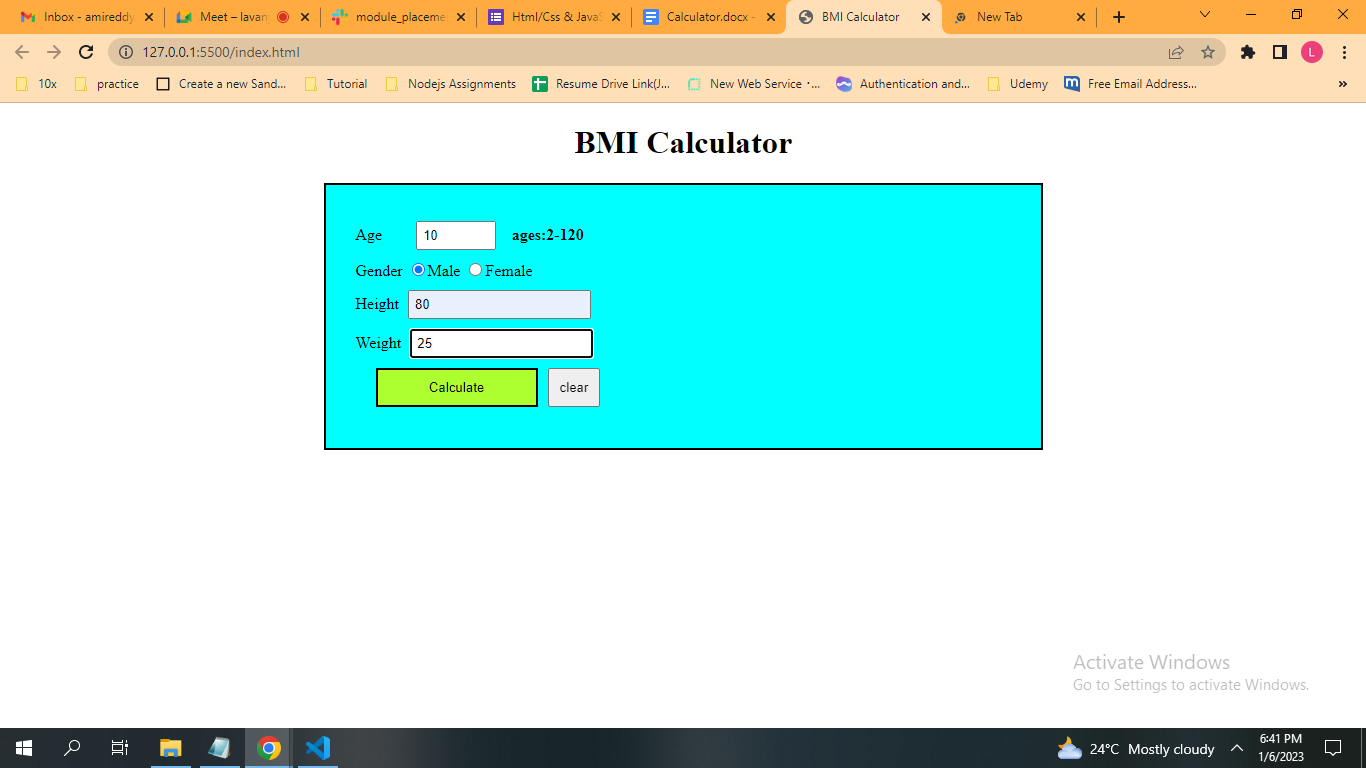 Inbox - amireddy
Meet – lavan
module_placeme
Html/Css & JavaS
Calculator.docx -
BMI Calculator
New Tab
127.0.0.1:5500/index.html
L
10x
practice
Create a new Sand...
Tutorial
Nodejs Assignments
Resume Drive Link(J...
New Web Service · ...
Authentication and...
Udemy
Free Email Address...
»
BMI Calculator
Age 10 ages:2-120
Gender Male Female
Height 80
Weight 25
Calculate clear
Activate Windows
Go to Settings to activate Windows.
24°C Mostly cloudy
6:41 PM
1/6/2023